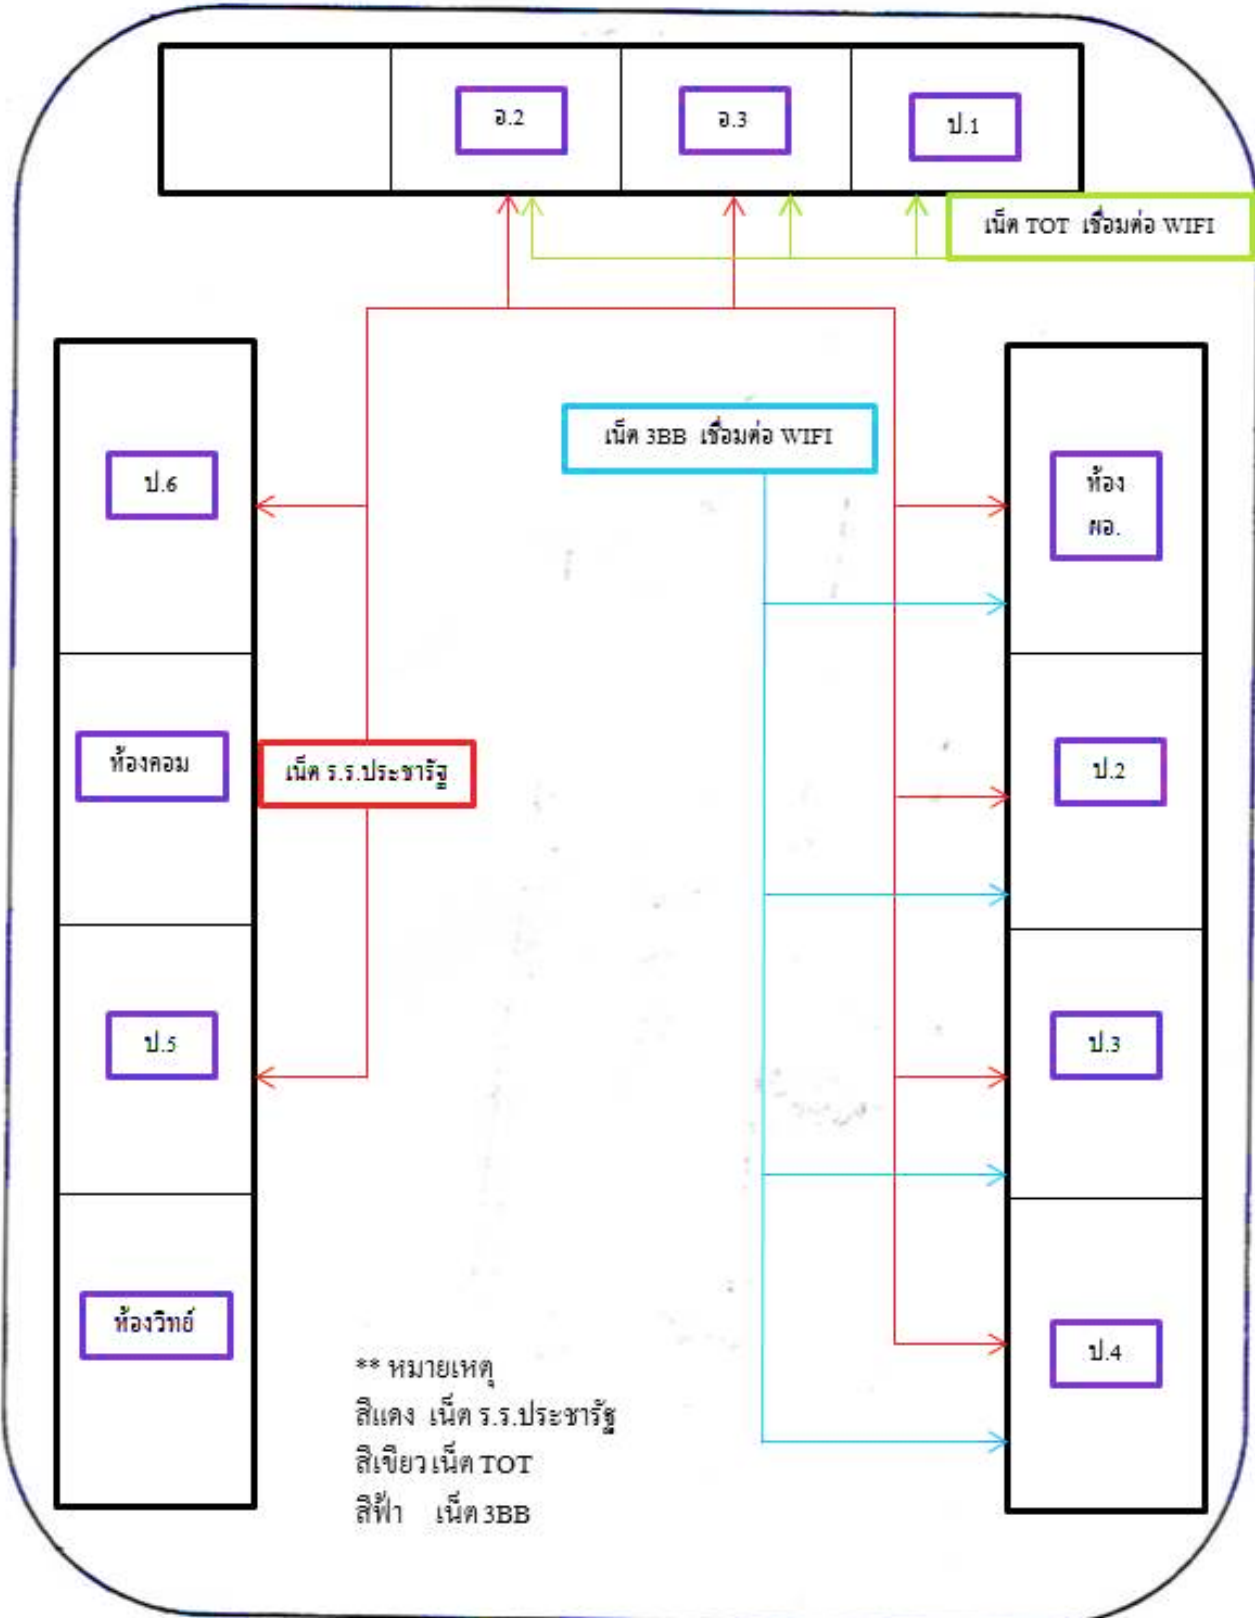 อ.2
อ.3
ป.1
เน็ต TOT เชื่อมต่อ WIFI
เน็ต 3BB เชื่อมต่อ WIFI
ป.6
ห้อง
ผอ.
ห้องคอม
เน็ต ร.ร.ประชารัฐ
ป.2
ป.5
ป.3
ห้องวิทย์
ป.4
** หมายเหตุ
สีแดง เน็ต ร.ร.ประชารัฐ
สีเขียว เน็ต TOT
สีฟ้า เน็ต 3BB